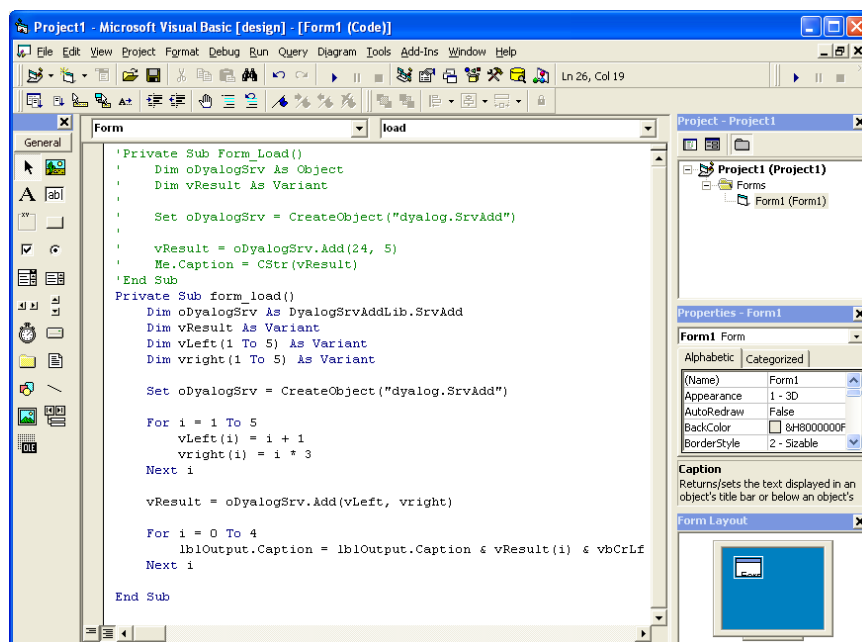 Project1 - Microsoft Visual Basic [design] - [Form1 (Code)]
File Edit View Project Format Debug Run Query Diagram Tools Add-Ins Window Help
Ln 26, Col 19
General
Form
load
'Private Sub Form_Load()
'    Dim oDyalogSrv As Object
'    Dim vResult As Variant
'
'    Set oDyalogSrv = CreateObject("dyalog.SrvAdd")
'
'    vResult = oDyalogSrv.Add(24, 5)
'    Me.Caption = CStr(vResult)
'End Sub
Private Sub form_load()
    Dim oDyalogSrv As DyalogSrvAddLib.SrvAdd
    Dim vResult As Variant
    Dim vLeft(1 To 5) As Variant
    Dim vright(1 To 5) As Variant
    Set oDyalogSrv = CreateObject("dyalog.SrvAdd")
    For i = 1 To 5
        vLeft(i) = i + 1
        vright(i) = i * 3
    Next i
    vResult = oDyalogSrv.Add(vLeft, vright)
    For i = 0 To 4
        lblOutput.Caption = lblOutput.Caption & vResult(i) & vbCrLf
    Next i
End Sub
Project - Project1
Project1 (Project1)
Forms
Form1 (Form1)
Properties - Form1
Form1 Form
Alphabetic Categorized
(Name) Form1
Appearance 1 - 3D
AutoRedraw False
BackColor &H8000000F
BorderStyle 2 - Sizable
Caption
Returns/sets the text displayed in an
object's title bar or below an object's
Form Layout